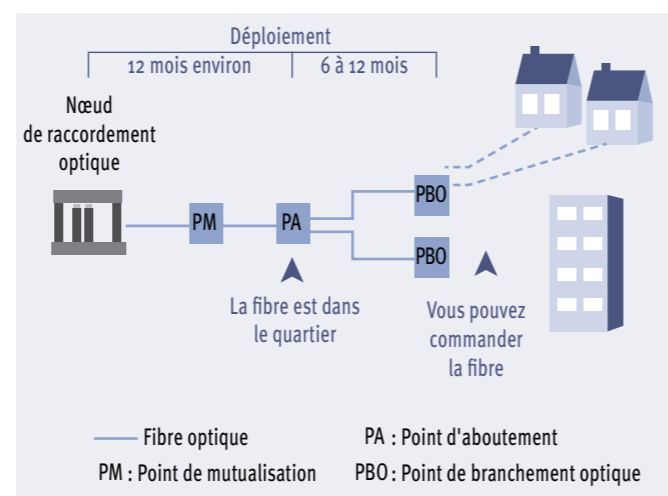 Déploiement
12 mois environ
6 à 12 mois
Nœud
de raccordement
optique
PM
PA
PBO
PBO
La fibre est dans
le quartier
Vous pouvez
commander
la fibre
Fibre optique
PA : Point d'aboutement
PM : Point de mutualisation
PBO : Point de branchement optique